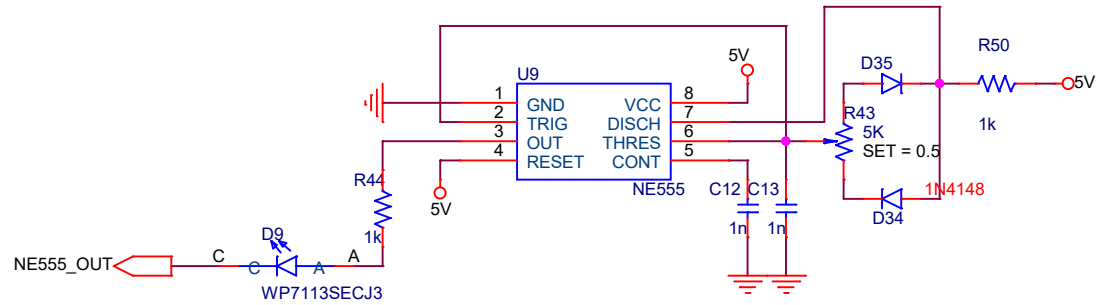 R50
5V
D35
5V
U9
1
GND
VCC
8
2
TRIG
DISCH
7
R43
1k
3
OUT
THRES
6
5K
4
RESET
CONT
5
SET = 0.5
R44
NE555
C12
C13
1N4148
5V
D34
1k
1n
1n
D9
NE555_OUT
C
C
A
A
WP7113SECJ3